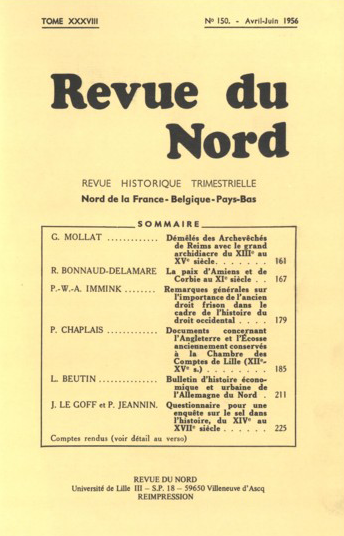 TOME XXXVIII
Nº 150. - Avril-Juin 1956
Revue du
Nord
REVUE HISTORIQUE TRIMESTRIELLE
Nord de la France - Belgique - Pays-Bas
SOMMAIRE
G. MOLLAT ............. Démêlés des Archevêchés
de Reims avec le grand
archidiacre du XIIIe au
XVe siècle. . . . . . . 161
R. BONNAUD-DELAMARE La paix d'Amiens et de
Corbie au XIe siècle . . 167
P.-W.-A. IMMINK ........ Remarques générales sur
l'importance de l'ancien
droit frison dans le
cadre de l'histoire du
droit occidental . . . . 179
P. CHAPLAIS ............. Documents concernant
l'Angleterre et l'Écosse
anciennement conservés
à la Chambre des
Comptes de Lille (XIIe-
XVe s.) . . . . . . . . 185
L. BEUTIN ............... Bulletin d'histoire écono-
mique et urbaine de
l'Allemagne du Nord . 211
J. LE GOFF et P. JEANNIN. Questionnaire pour une
enquête sur le sel dans
l'histoire, du XIVe au
XVIIe siècle . . . . . . 225
Comptes rendus (voir détail au verso)
REVUE DU NORD
Université de Lille III – S.P. 18 – 59650 Villeneuve d'Ascq
REIMPRESSION